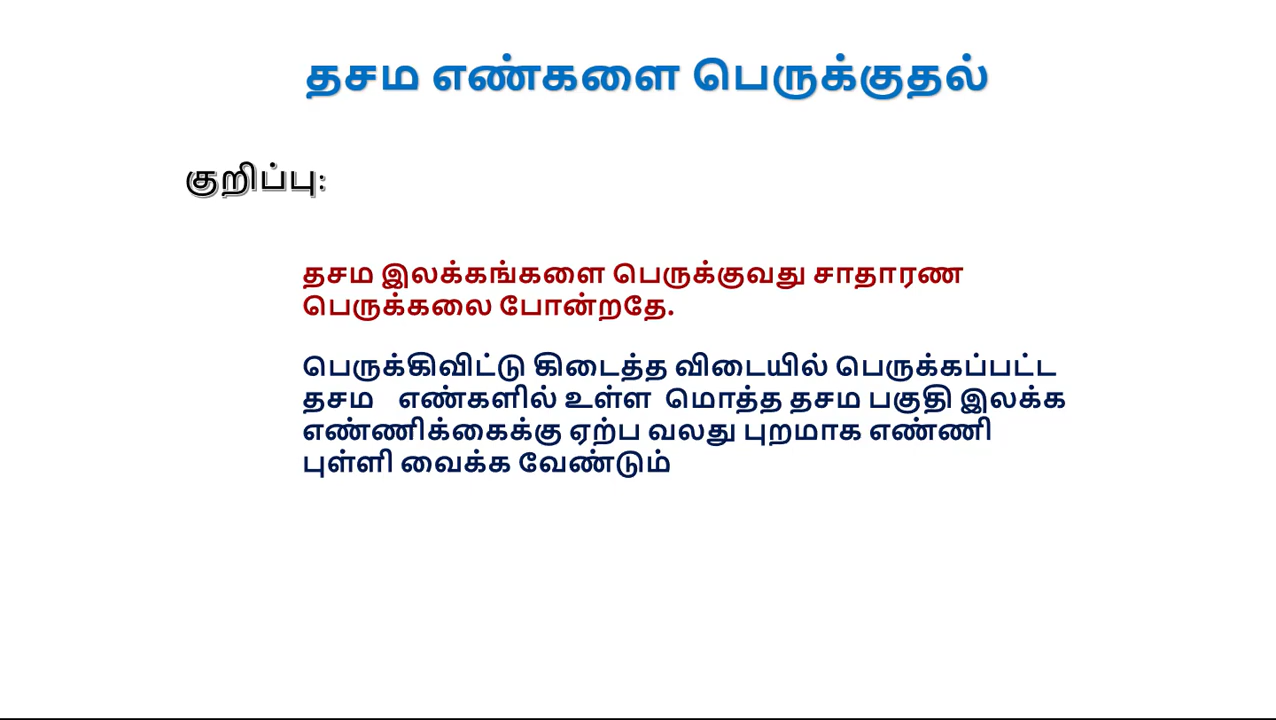 தசம எண்களை பெருக்குதல்
குறிப்பு:
தசம இலக்கங்களை பெருக்குவது சாதாரண
பெருக்கலை போன்றதே.
பெருக்கிவிட்டு கிடைத்த விடையில் பெருக்கப்பட்ட
தசம எண்களில் உள்ள மொத்த தசம பகுதி இலக்க
எண்ணிக்கைக்கு ஏற்ப வலது புறமாக எண்ணி
புள்ளி வைக்க வேண்டும்